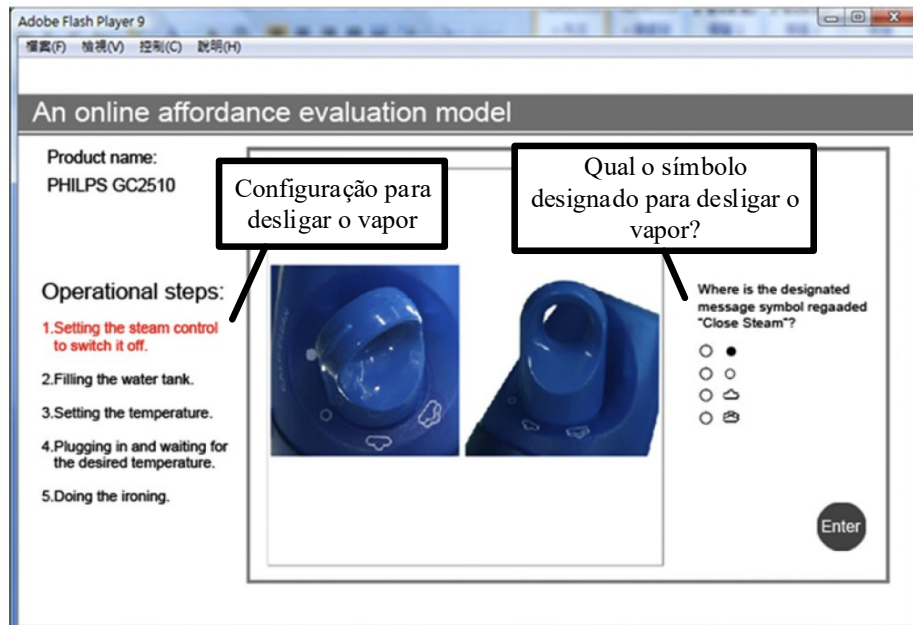 Adobe Flash Player 9
檔案(F) 檢視(V) 控制(C) 說明(H)
An online affordance evaluation model
Product name:
PHILPS GC2510
Configuração para
desligar o vapor
Qual o símbolo
designado para desligar o
vapor?
Operational steps:
1.Setting the steam control
to switch it off.
2.Filling the water tank.
3.Setting the temperature.
4.Plugging in and waiting for
the desired temperature.
5.Doing the ironing.
Where is the designated
message symbol regaaded
"Close Steam"?
Enter